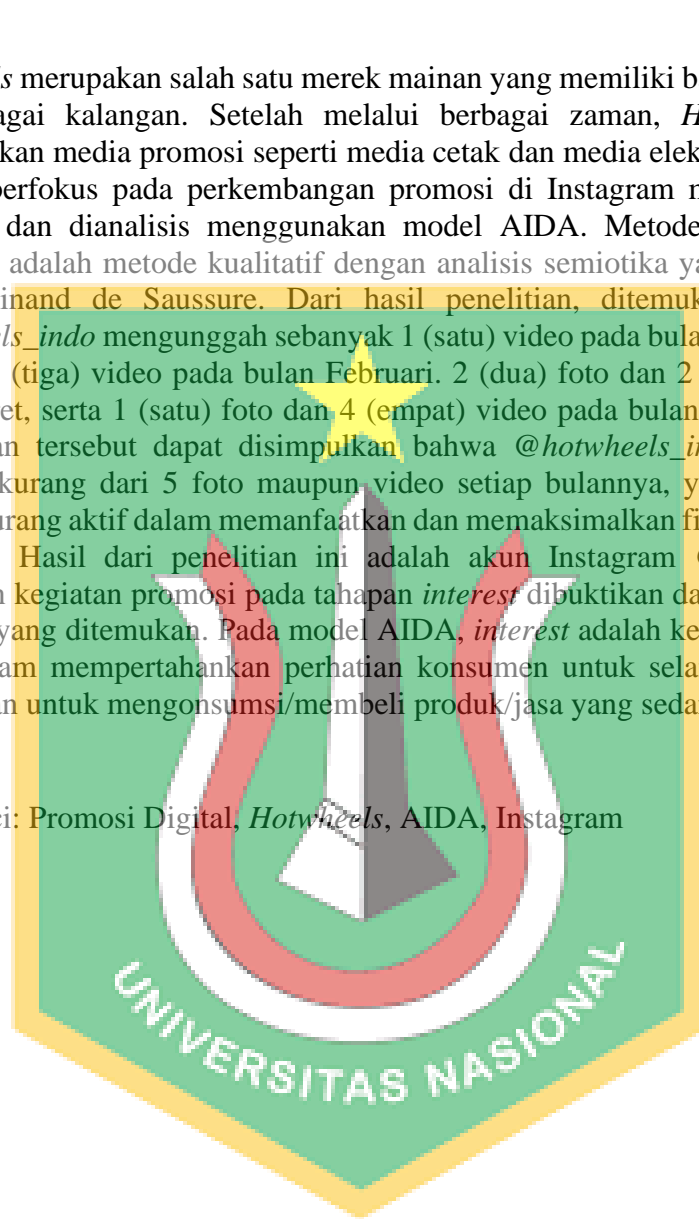 ls merupakan salah satu merek mainan yang memiliki b
agai kalangan. Setelah melalui berbagai zaman, H
kan media promosi seperti media cetak dan media elek
berfokus pada perkembangan promosi di Instagram m
dan dianalisis menggunakan model AIDA. Metode
adalah metode kualitatif dengan analisis semiotika ya
inand de Saussure. Dari hasil penelitian, ditemuk
els_indo mengunggah sebanyak 1 (satu) video pada bula
(tiga) video pada bulan Februari. 2 (dua) foto dan 2
et, serta 1 (satu) foto dan 4 (empat) video pada bulan
an tersebut dapat disimpulkan bahwa @hotwheels_in
kurang dari 5 foto maupun video setiap bulannya, y
urang aktif dalam memanfaatkan dan memaksimalkan fi
Hasil dari penelitian ini adalah akun Instagram
n kegiatan promosi pada tahapan interest dibuktikan da
yang ditemukan. Pada model AIDA, interest adalah ke
am mempertahankan perhatian konsumen untuk sela
an untuk mengonsumsi/membeli produk/jasa yang seda
ci: Promosi Digital, Hotwheels, AIDA, Instagram
UNIVERSITAS NASIONAL